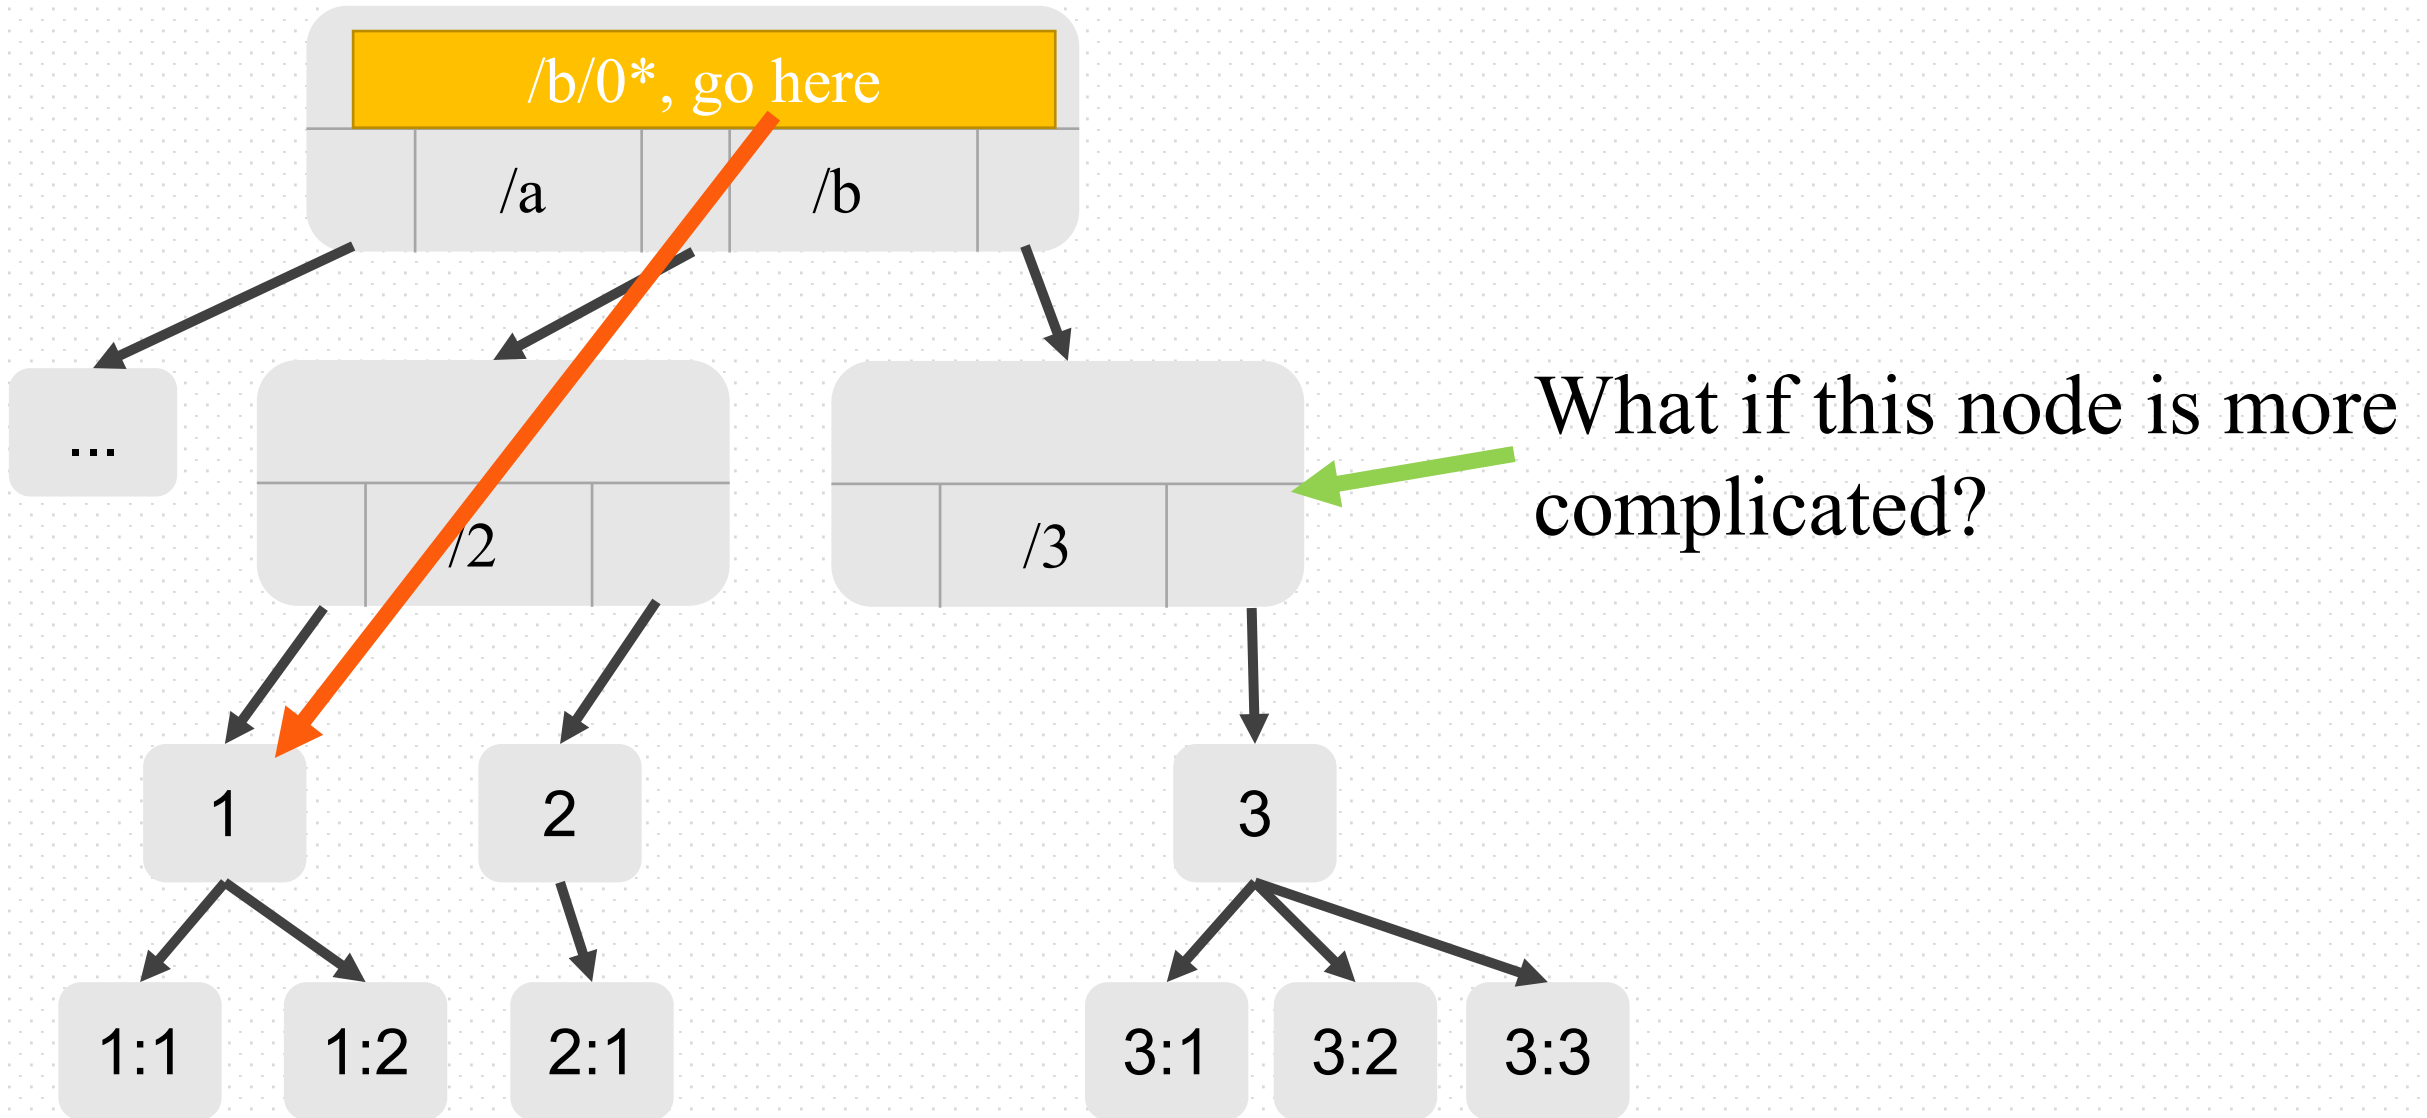 /b/0*, go here
/a
/b
...
/2
/3
What if this node is more
complicated?
1
2
3
1:1
1:2
2:1
3:1
3:2
3:3